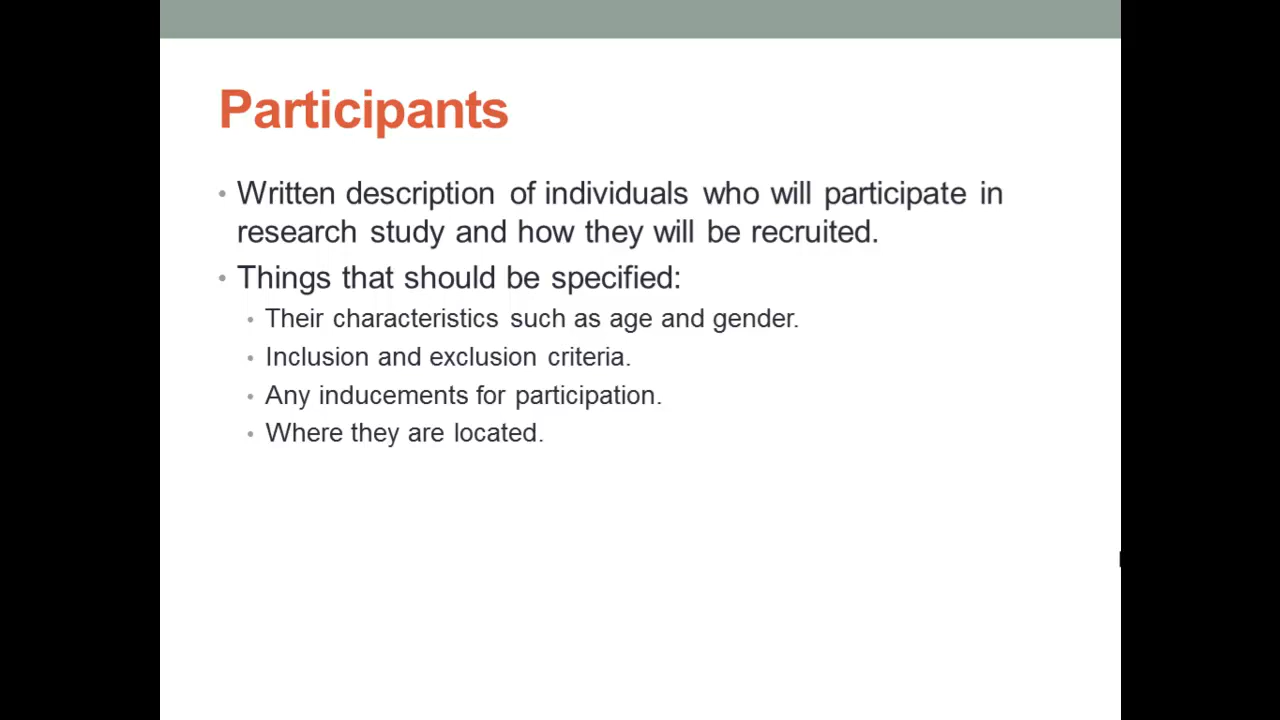 Participants
• Written description of individuals who will participate in
research study and how they will be recruited.
• Things that should be specified:
• Their characteristics such as age and gender.
• Inclusion and exclusion criteria.
• Any inducements for participation.
• Where they are located.